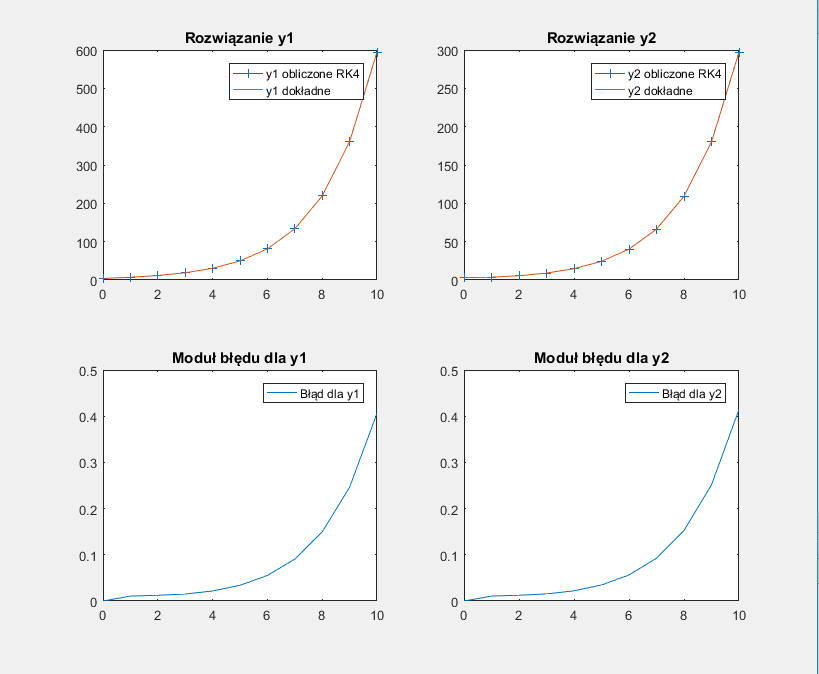 Rozwiązanie y1
600
500
400
300
200
100
0
0 2 4 6 8 10
y1 obliczone RK4
y1 dokładne
Rozwiązanie y2
300
250
200
150
100
50
0
0 2 4 6 8 10
y2 obliczone RK4
y2 dokładne
Moduł błędu dla y1
0.5
0.4
0.3
0.2
0.1
0
0 2 4 6 8 10
Błąd dla y1
Moduł błędu dla y2
0.5
0.4
0.3
0.2
0.1
0
0 2 4 6 8 10
Błąd dla y2